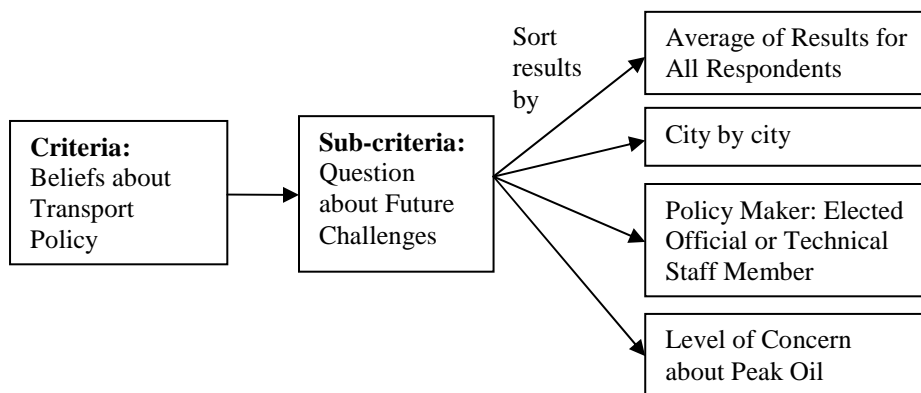 Criteria:
Beliefs about
Transport
Policy
Sub-criteria:
Question
about Future
Challenges
Sort
results
by
Average of Results for
All Respondents
City by city
Policy Maker: Elected
Official or Technical
Staff Member
Level of Concern
about Peak Oil